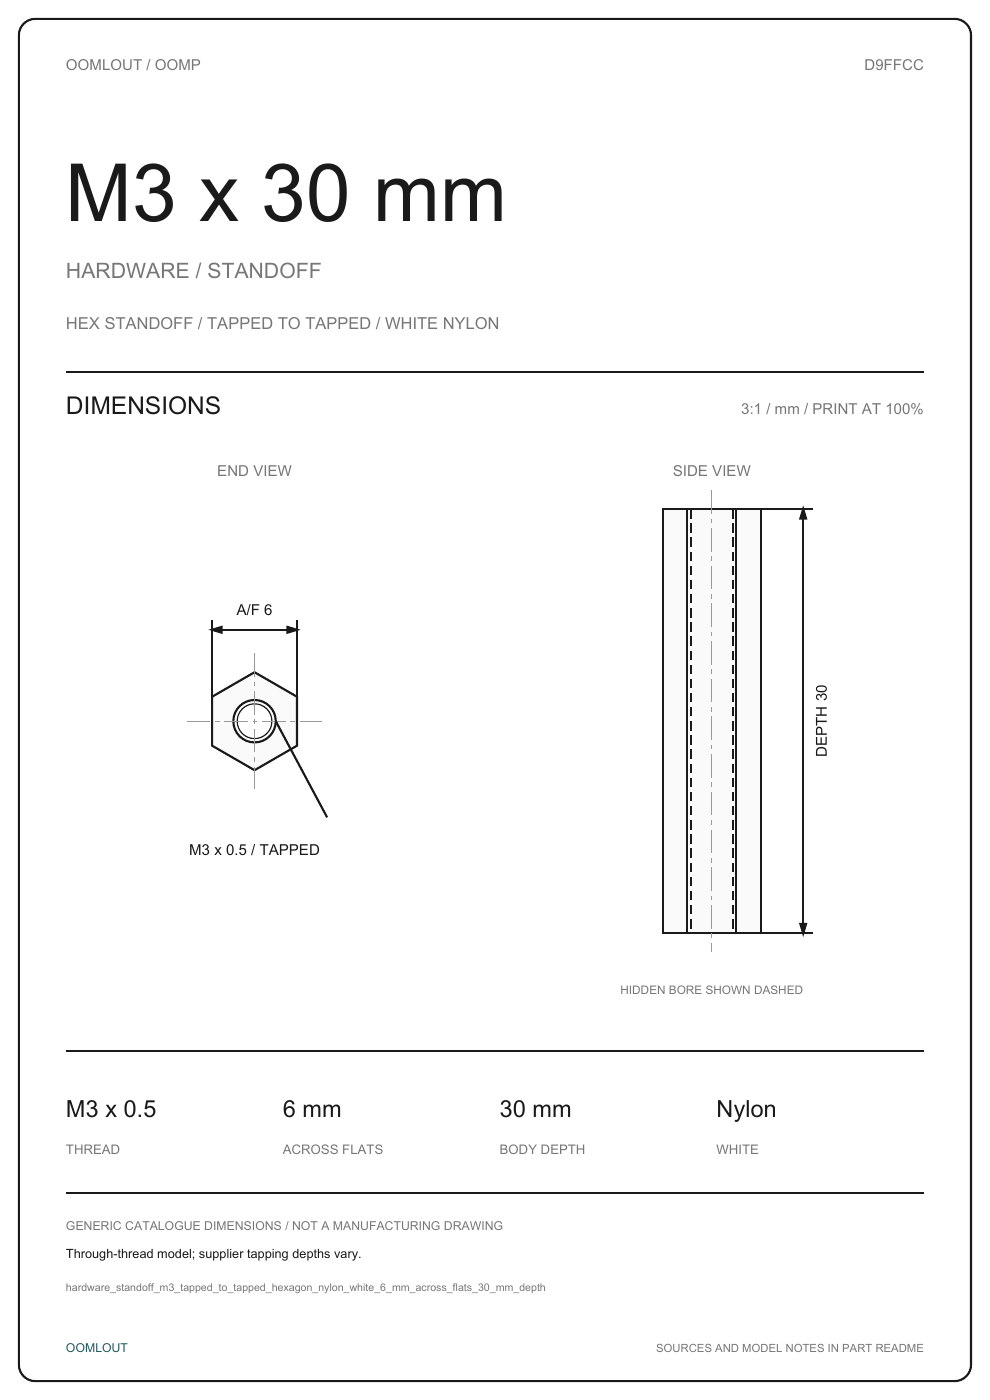 OOMLOUT / OOMP
D9FFCC
M3 x 30 mm
HARDWARE / STANDOFF
HEX STANDOFF / TAPPED TO TAPPED / WHITE NYLON
DIMENSIONS
3:1 / mm / PRINT AT 100%
END VIEW
SIDE VIEW
A/F 6
DEPTH 30
M3 x 0.5 / TAPPED
HIDDEN BORE SHOWN DASHED
M3 x 0.5
6 mm
30 mm
Nylon
THREAD
ACROSS FLATS
BODY DEPTH
WHITE
GENERIC CATALOGUE DIMENSIONS / NOT A MANUFACTURING DRAWING
Through-thread model; supplier tapping depths vary.
hardware_standoff_m3_tapped_to_tapped_hexagon_nylon_white_6_mm_across_flats_30_mm_depth
OOMLOUT
SOURCES AND MODEL NOTES IN PART README